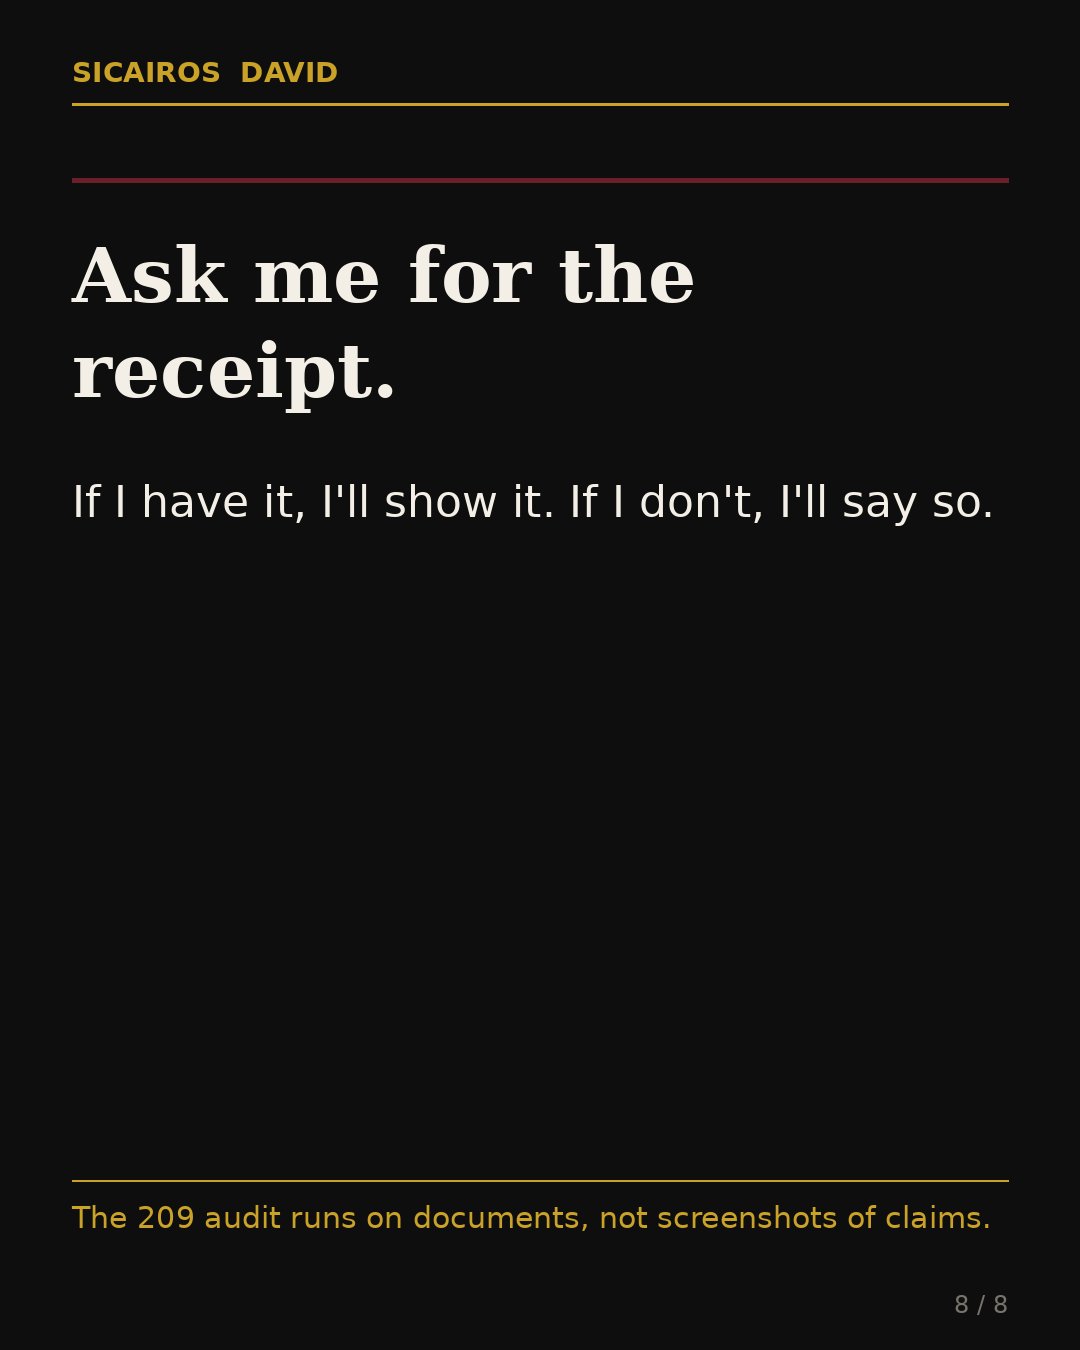 SICAIROS DAVID
Ask me for the
receipt.
If I have it, I'll show it. If I don't, I'll say so.
The 209 audit runs on documents, not screenshots of claims.
8 / 8